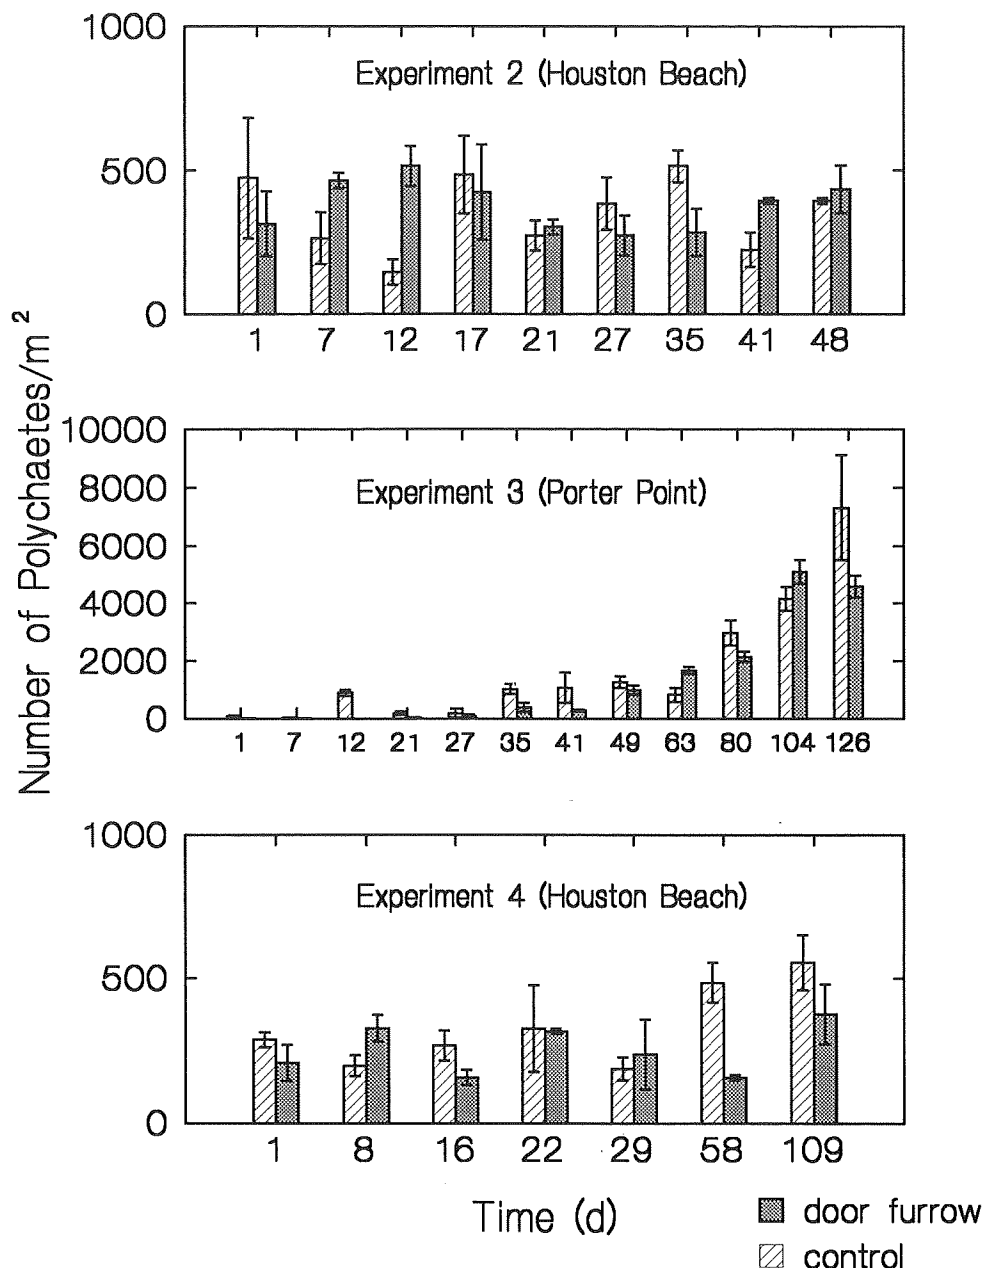 1000
Experiment 2 (Houston Beach)
500
0
1 7 12 17 21 27 35 41 48
Number of Polychaetes/m²
10000
8000
Experiment 3 (Porter Point)
6000
4000
2000
0
1 7 12 21 27 35 41 49 63 80 104 126
1000
Experiment 4 (Houston Beach)
500
0
1 8 16 22 29 58 109
Time (d)
door furrow
control